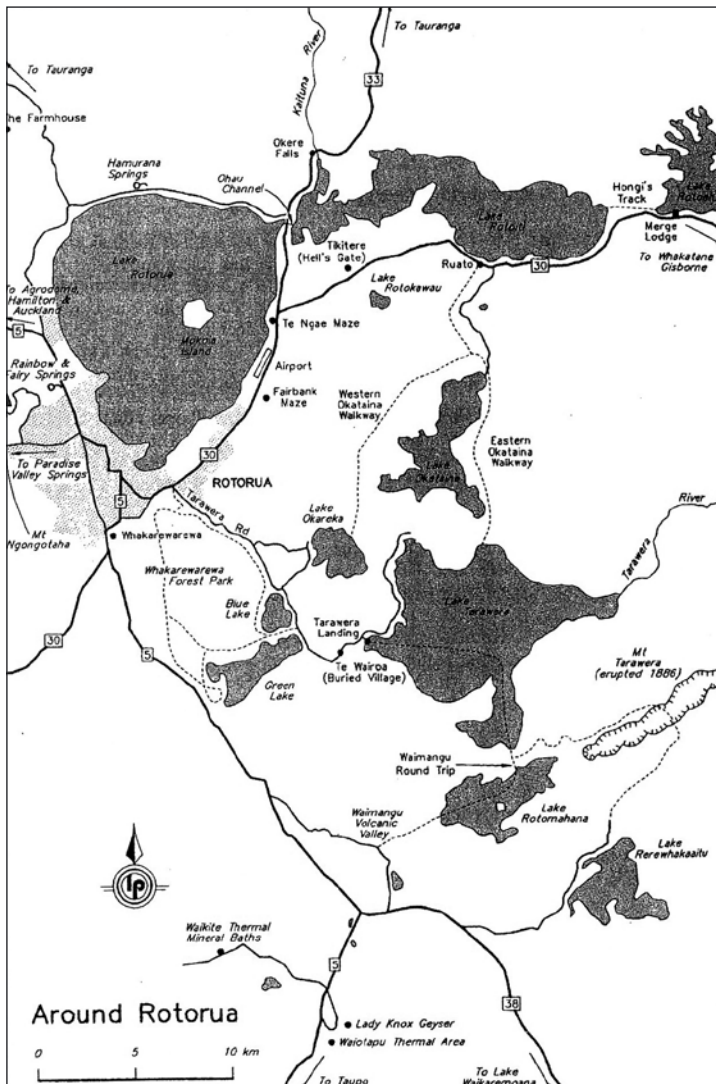 To Tauranga
River
To Tauranga
33
Kaituna
he Farmhouse
Okere
Falls
Hamurana
Springs
Ohau
Channel
Hongi's
Track
Lake
Rotoiti
Merge
Lodge
Tikitere
(Hell's Gate)
Ruato
30
To Whakatane
Gisborne
Lake
Rotorua
Lake
Rotokawau
To Agrodome,
Hamilton &
Auckland
5
Te Ngae Maze
Mokoia
Island
Airport
Rainbow &
Fairy Springs
Fairbank
Maze
Western
Okataina
Walkway
Eastern
Okataina
Walkway
30
Lake
Okataina
To Paradise
Valley Springs
ROTORUA
5
Tarawera
Rd
Lake
Okareka
River
Tarawera
Mt
Ngongotaha
Whakarewarewa
Whakarewarewa
Forest Park
Blue
Lake
Lake
Tarawera
Tarawera
Landing
30
5
Te Wairoa
(Buried Village)
Green
Lake
Mt
Tarawera
(erupted 1886)
Waimangu
Round Trip
Waimangu
Volcanic
Valley
Lake
Rotomahana
Lake
Rerewhakaaitu
lp
Waikite Thermal
Mineral Baths
5
38
Around Rotorua
Lady Knox Geyser
Waiotapu Thermal Area
0 5 10 km
To Taupo
To Lake
Waikaremoana